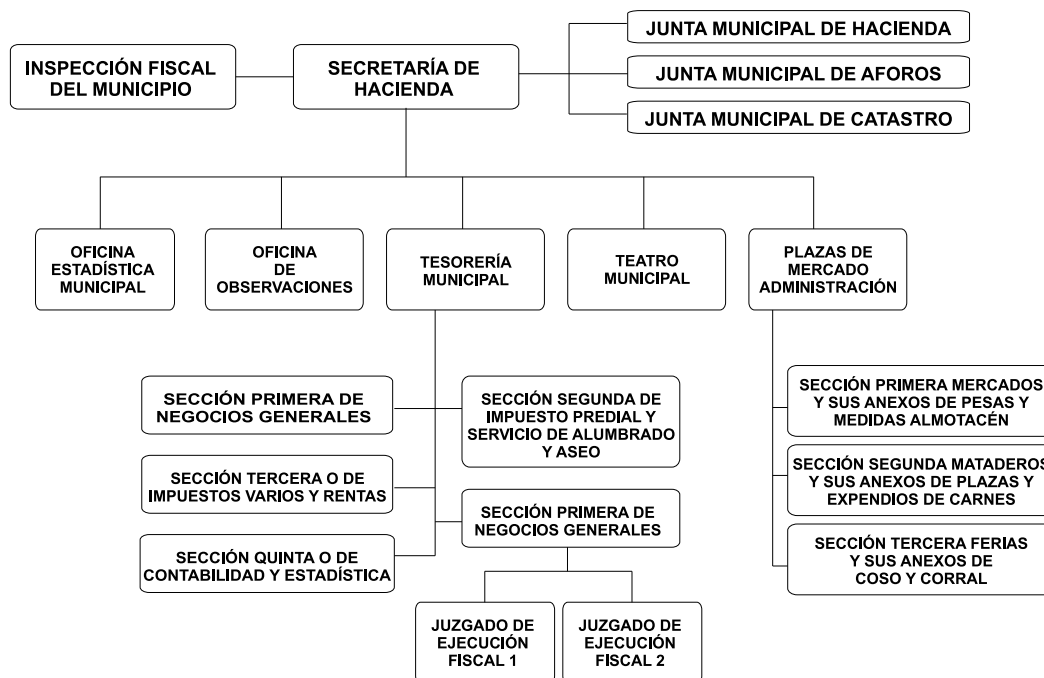 INSPECCIÓN FISCAL
DEL MUNICIPIO
SECRETARÍA DE
HACIENDA
JUNTA MUNICIPAL DE HACIENDA
JUNTA MUNICIPAL DE AFOROS
JUNTA MUNICIPAL DE CATASTRO
OFICINA
ESTADÍSTICA
MUNICIPAL
OFICINA
DE
OBSERVACIONES
TESORERÍA
MUNICIPAL
TEATRO
MUNICIPAL
PLAZAS DE
MERCADO
ADMINISTRACIÓN
SECCIÓN PRIMERA DE
NEGOCIOS GENERALES
SECCIÓN SEGUNDA DE
IMPUESTO PREDIAL Y
SERVICIO DE ALUMBRADO
Y ASEO
SECCIÓN TERCERA O DE
IMPUESTOS VARIOS Y RENTAS
SECCIÓN PRIMERA DE
NEGOCIOS GENERALES
SECCIÓN QUINTA O DE
CONTABILIDAD Y ESTADÍSTICA
JUZGADO DE
EJECUCIÓN
FISCAL 1
JUZGADO DE
EJECUCIÓN
FISCAL 2
SECCIÓN PRIMERA MERCADOS
Y SUS ANEXOS DE PESAS Y
MEDIDAS ALMOTACÉN
SECCIÓN SEGUNDA MATADEROS
Y SUS ANEXOS DE PLAZAS Y
EXPENDIOS DE CARNES
SECCIÓN TERCERA FERIAS
Y SUS ANEXOS DE
COSO Y CORRAL